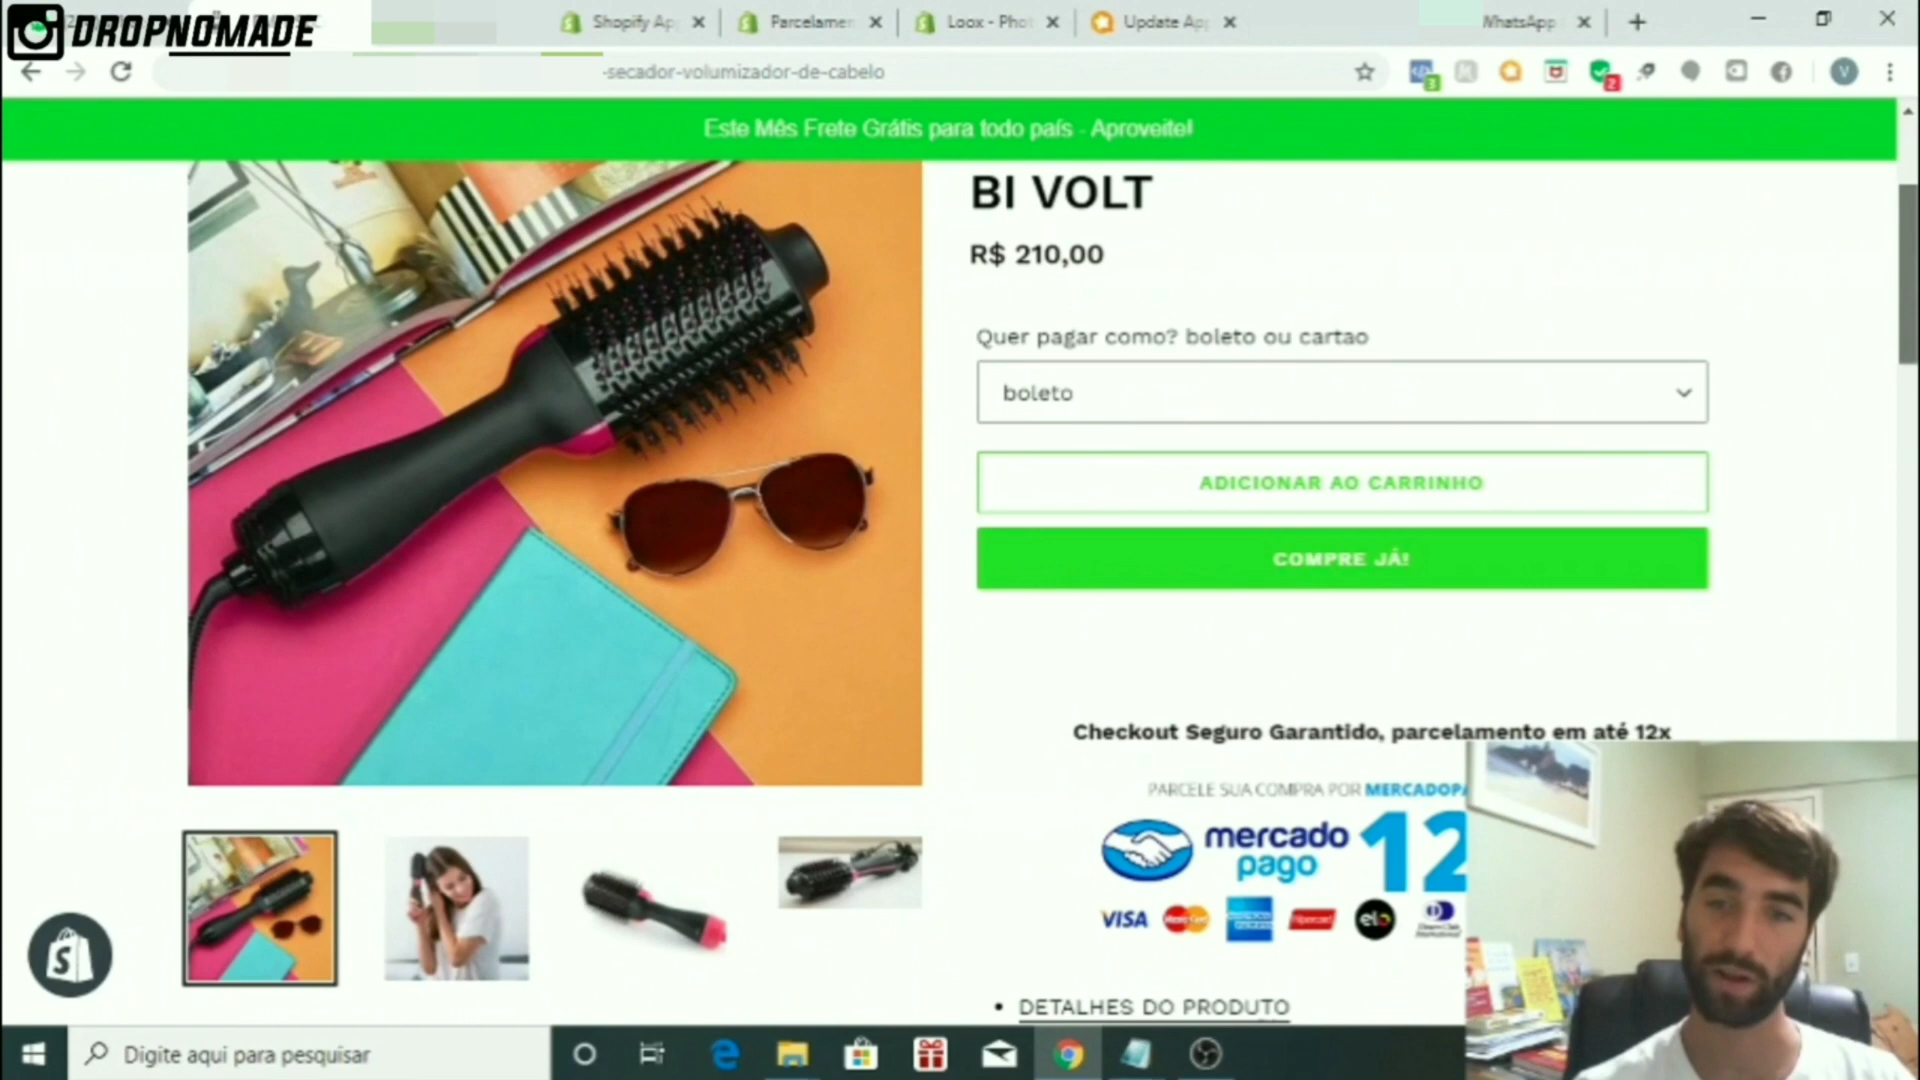 DROPNOMADE
Shopify Ap
Parcelamen
Loox - Phot
Update Ap
WhatsApp
-secador-volumizador-de-cabelo
3
2
V
Este Mês Frete Grátis para todo país - Aproveite!
BI VOLT
R$ 210,00
Quer pagar como? boleto ou cartao
boleto
ADICIONAR AO CARRINHO
COMPRE JÁ!
Checkout Seguro Garantido, parcelamento em até 12x
PARCELE SUA COMPRA POR MERCADOPA
mercado
pago
12
VISA
elo
DETALHES DO PRODUTO
Digite aqui para pesquisar